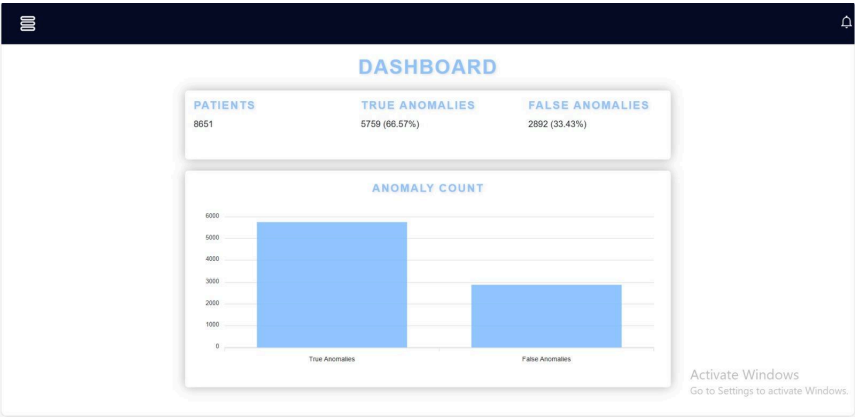 DASHBOARD
PATIENTS TRUE ANOMALIES FALSE ANOMALIES
8651 5759 (66.57%) 2892 (33.43%)
ANOMALY COUNT
6000
5000
4000
3000
2000
1000
0
True Anomalies False Anomalies
Activate Windows
Go to Settings to activate Windows.